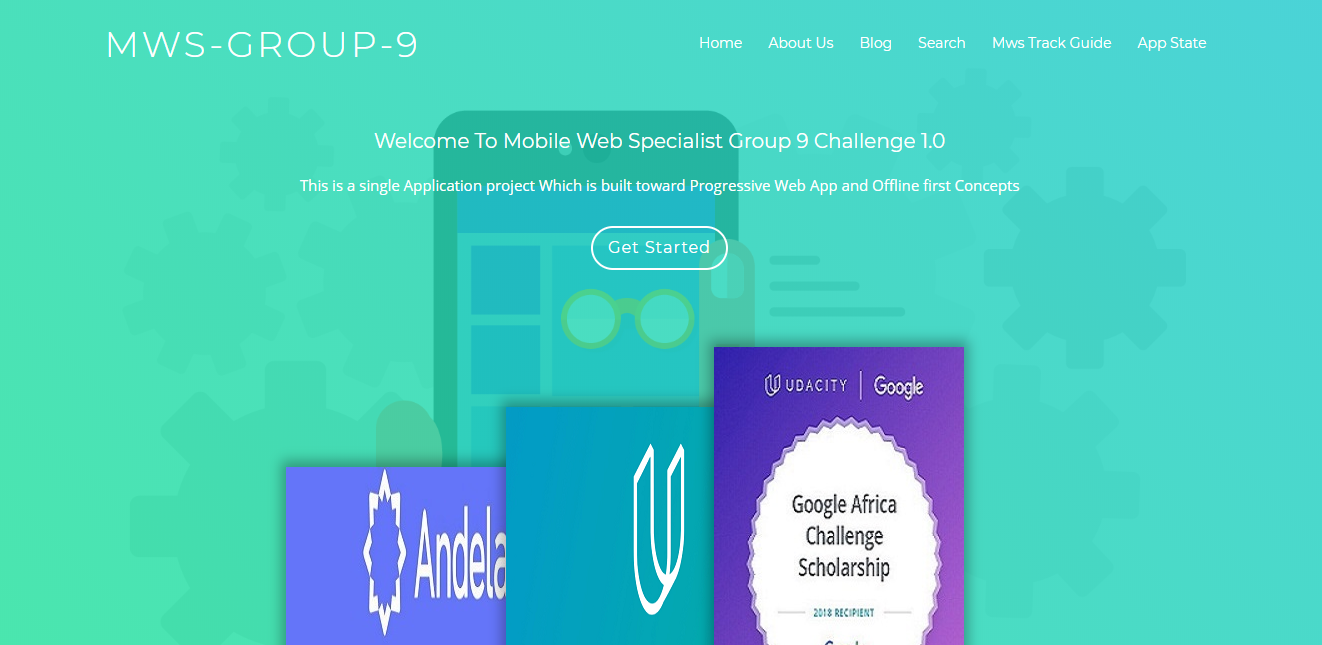 MWS-GROUP-9
Home About Us Blog Search Mws Track Guide App State
Welcome To Mobile Web Specialist Group 9 Challenge 1.0
This is a single Application project Which is built toward Progressive Web App and Offline first Concepts
Get Started
UDACITY | Google
Google Africa
Challenge
Scholarship
2018 RECIPIENT
Andela